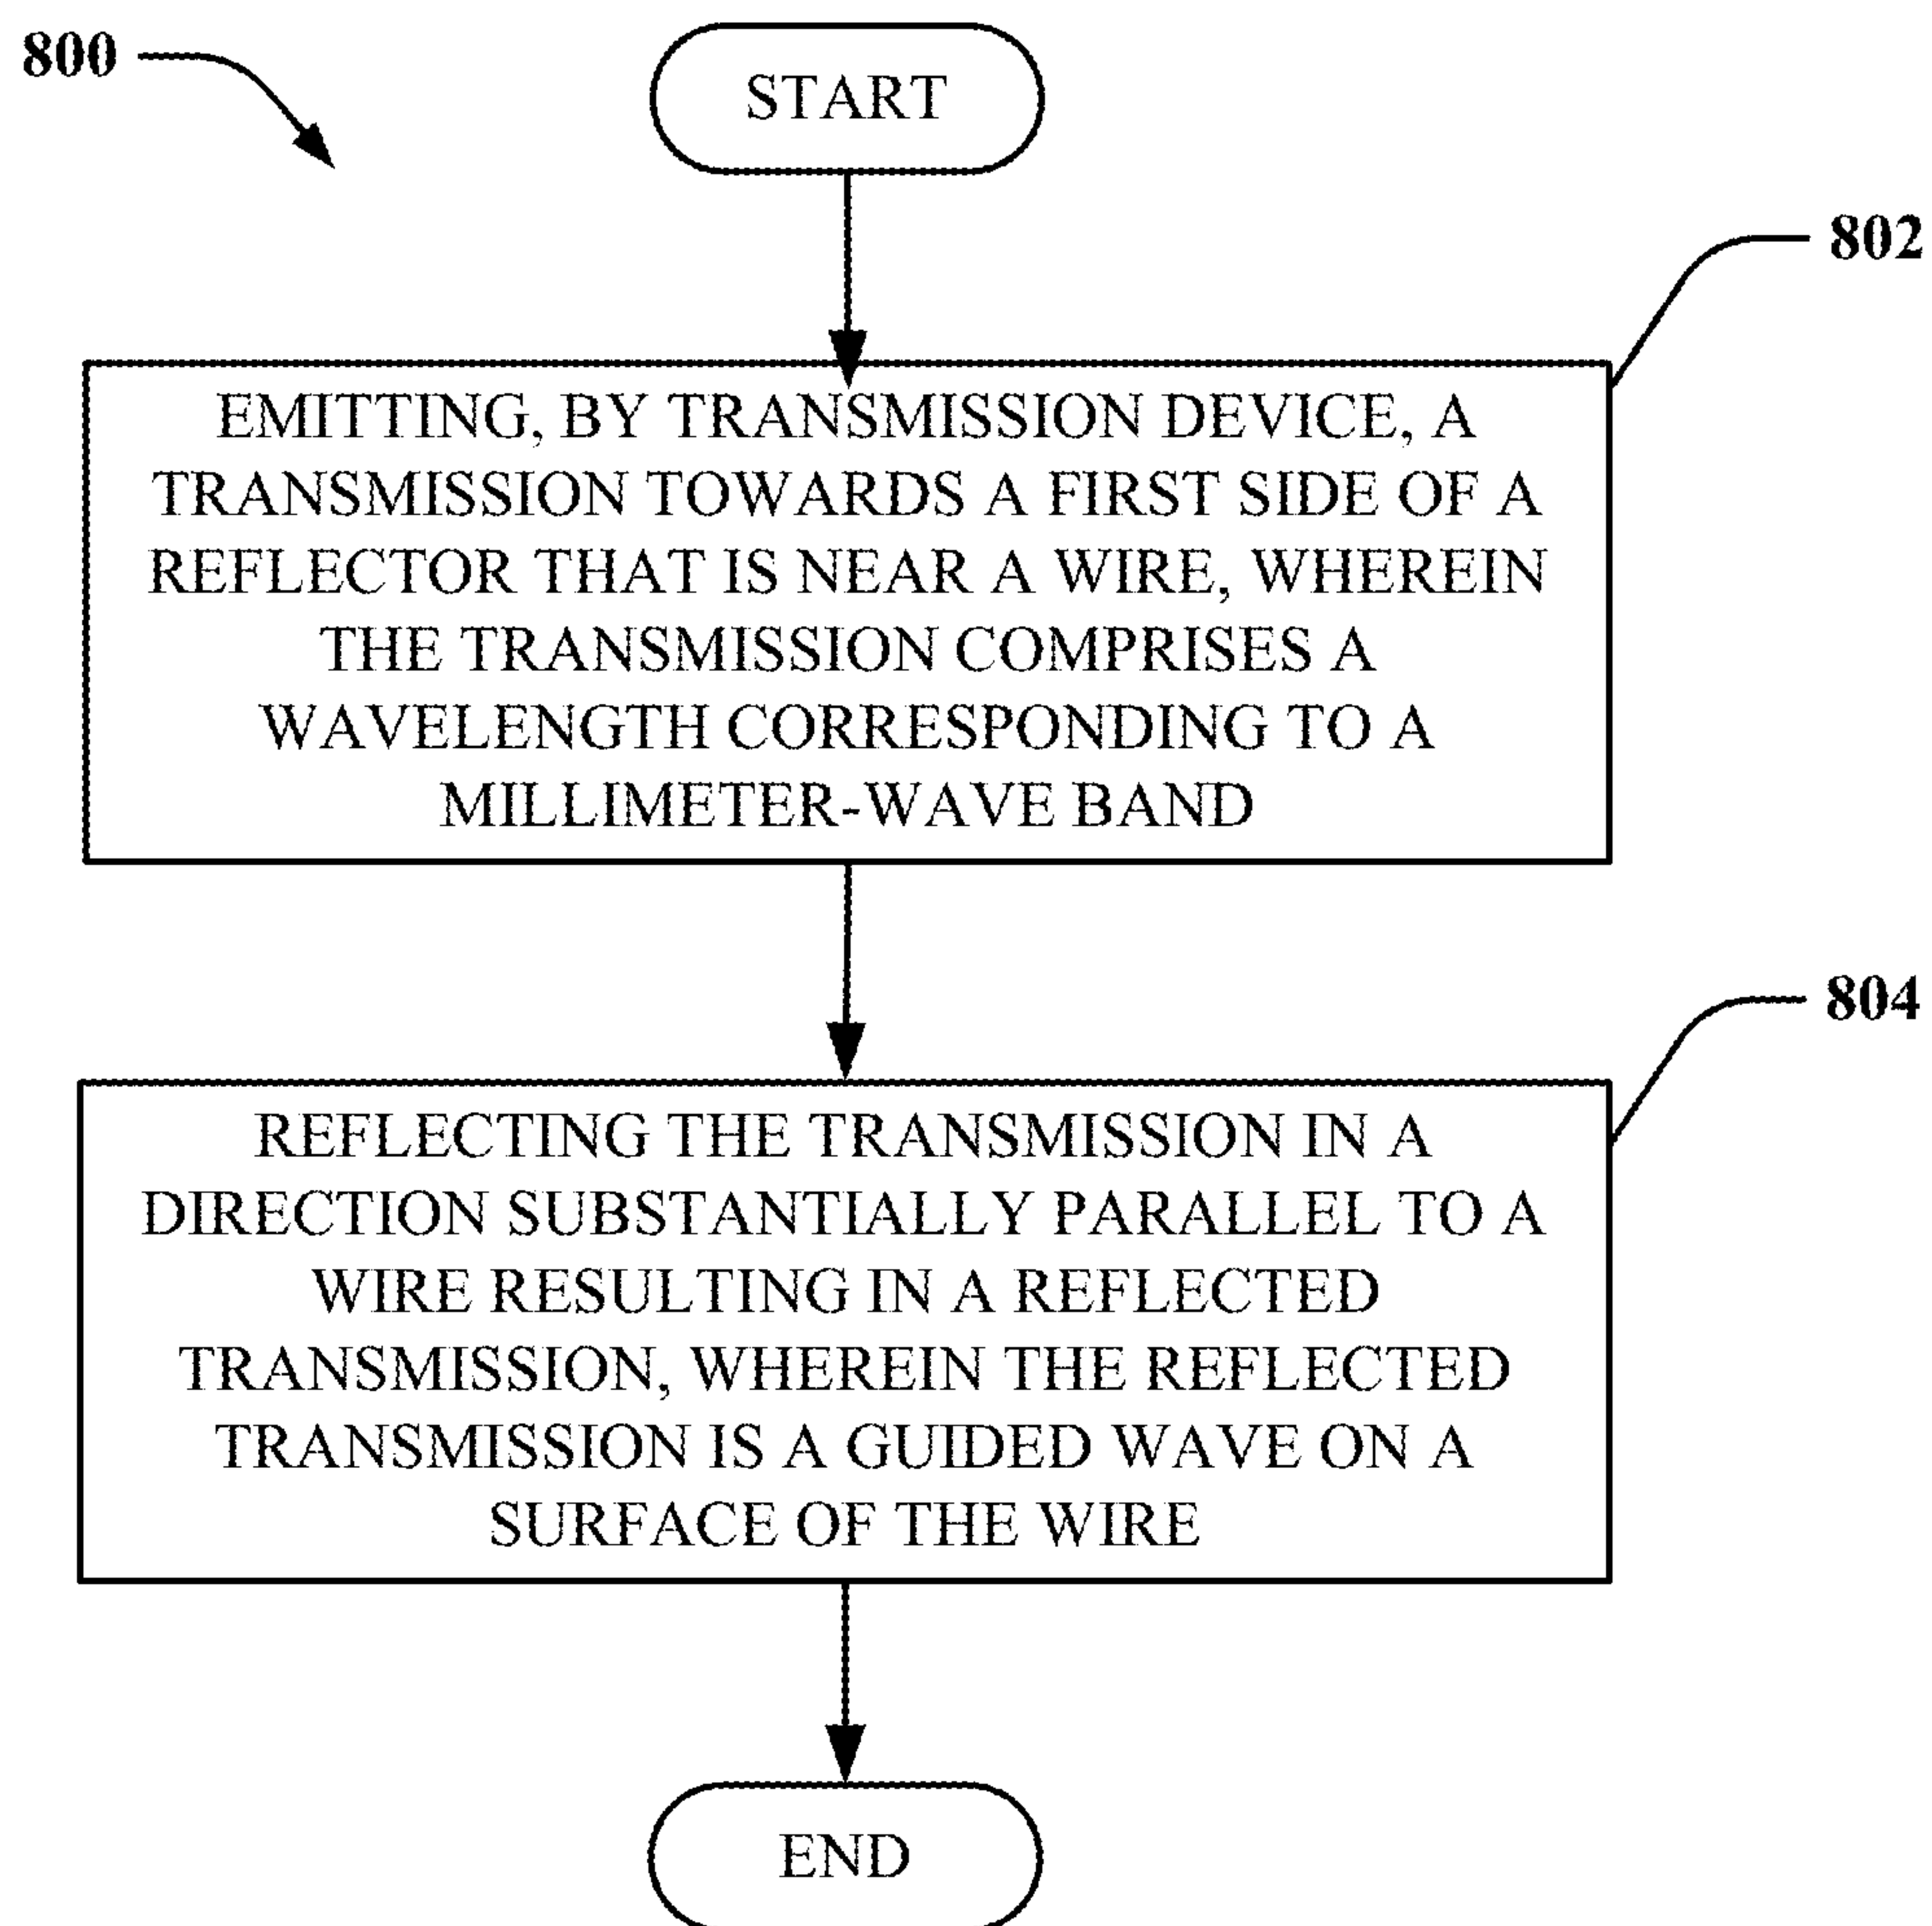 800
START
802
EMITTING, BY TRANSMISSION DEVICE, A
TRANSMISSION TOWARDS A FIRST SIDE OF A
REFLECTOR THAT IS NEAR A WIRE, WHEREIN
THE TRANSMISSION COMPRISES A
WAVELENGTH CORRESPONDING TO A
MILLIMETER-WAVE BAND
804
REFLECTING THE TRANSMISSION IN A
DIRECTION SUBSTANTIALLY PARALLEL TO A
WIRE RESULTING IN A REFLECTED
TRANSMISSION, WHEREIN THE REFLECTED
TRANSMISSION IS A GUIDED WAVE ON A
SURFACE OF THE WIRE
END